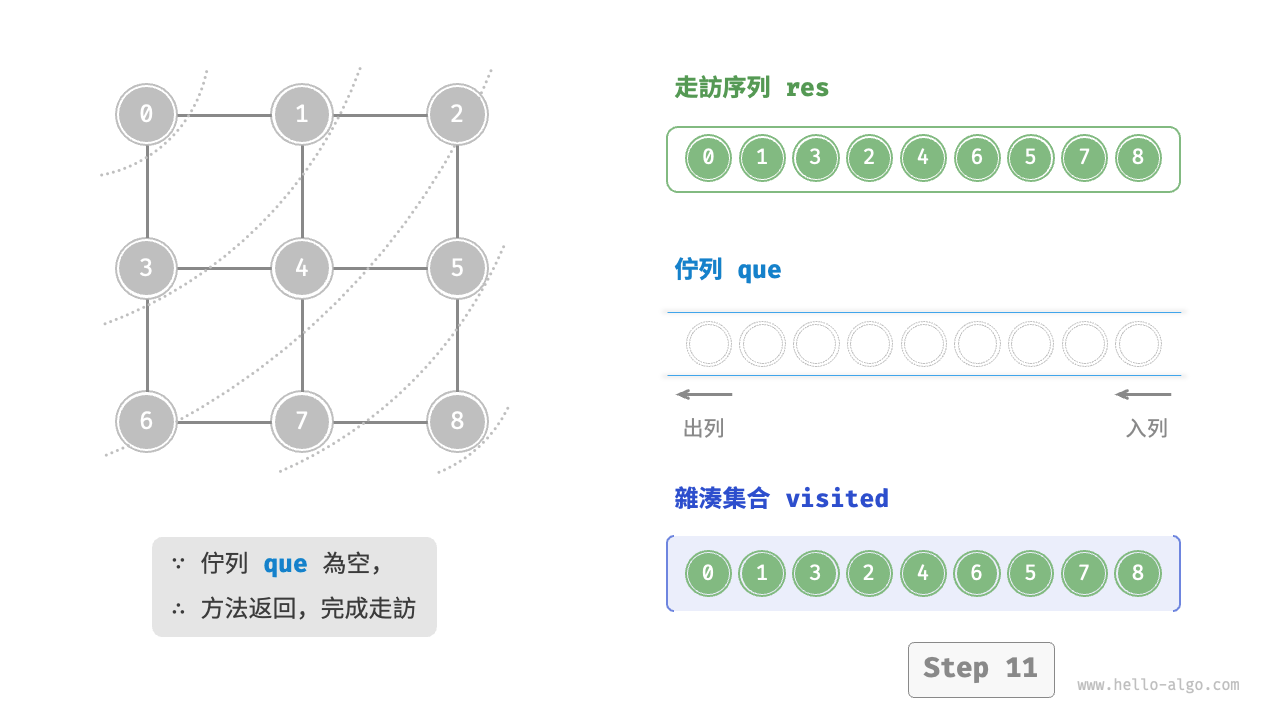 0 1 2
3 4 5
6 7 8
∵ 佇列 que 為空，
∴ 方法返回，完成走訪
走訪序列 res
0 1 3 2 4 6 5 7 8
佇列 que
出列 入列
雜湊集合 visited
0 1 3 2 4 6 5 7 8
Step 11
www.hello-algo.com